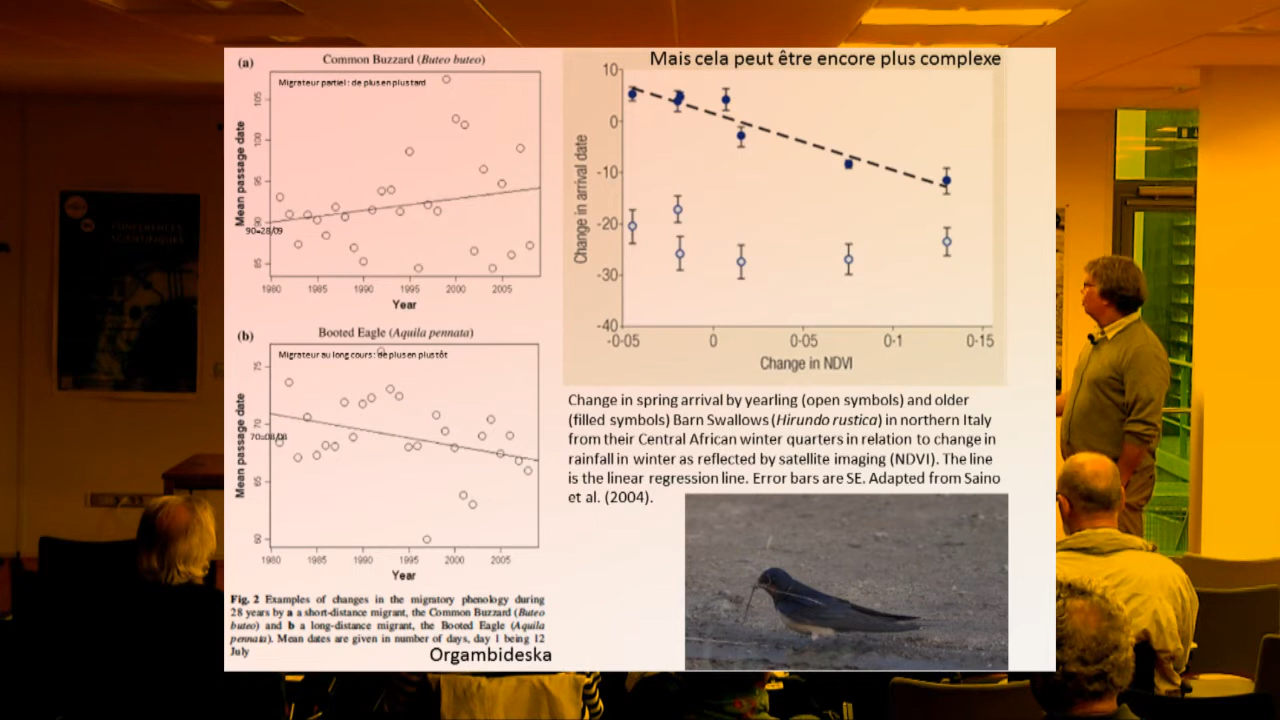 (a)
Common Buzzard (Buteo buteo)
Migrateur partiel : de plus en plus tard
Mean passage date
105
100
95
90
85
90=28/09
1980 1985 1990 1995 2000 2005
Year
(b)
Booted Eagle (Aquila pennata)
Migrateur au long cours : de plus en plus tôt
Mean passage date
75
70
65
60
1980 1985 1990 1995 2000 2005
Year
Fig. 2 Examples of changes in the migratory phenology during
28 years by a a short-distance migrant, the Common Buzzard (Buteo
buteo) and b a long-distance migrant, the Booted Eagle (Aquila
pennata). Mean dates are given in number of days, day 1 being 12
July
Orgambideska
Mais cela peut être encore plus complexe
Change in arrival date
10
0
-10
-20
-30
-40
-0·05 0 0·05 0·1 0·15
Change in NDVI
Change in spring arrival by yearling (open symbols) and older
(filled symbols) Barn Swallows (Hirundo rustica) in northern Italy
from their Central African winter quarters in relation to change in
rainfall in winter as reflected by satellite imaging (NDVI). The line
is the linear regression line. Error bars are SE. Adapted from Saino
et al. (2004).
CONFÉRENCES
SCIENTIFIQUES